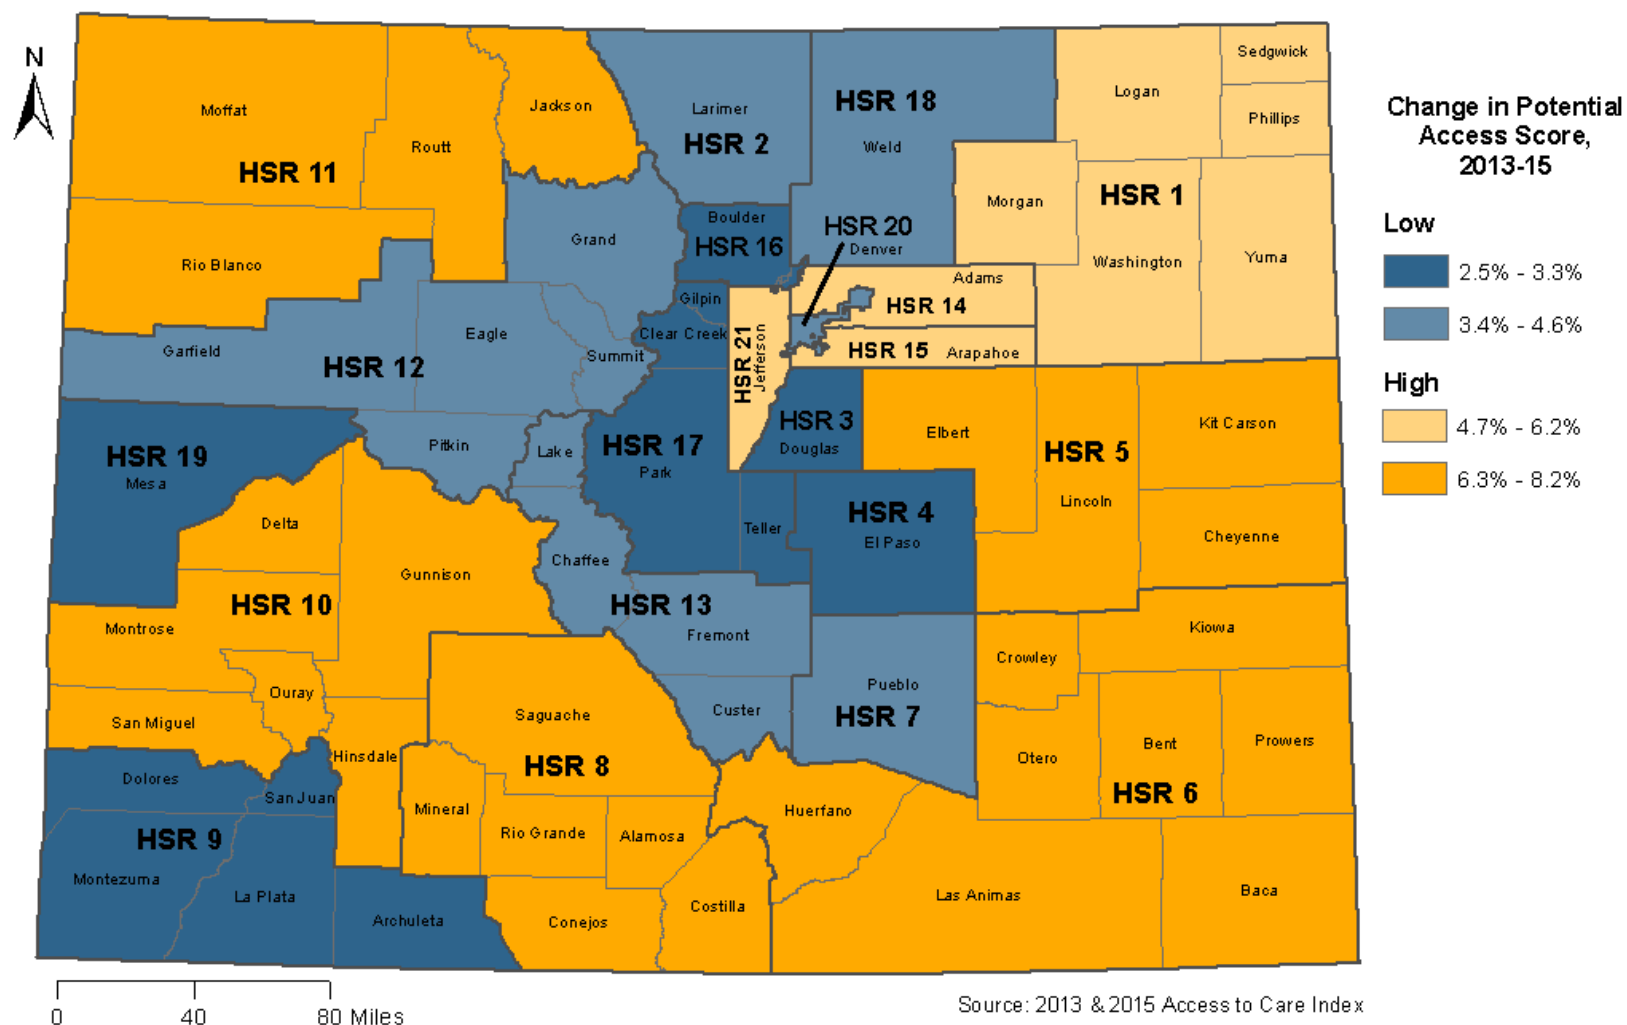 N
Moffat
HSR 11
Routt
Jackson
Rio Blanco
Larimer
HSR 2
HSR 18
Weld
Logan
Sedgwick
Phillips
Morgan
HSR 1
Washington
Yuma
Grand
Boulder
HSR 16
HSR 20
Denver
Adams
HSR 14
HSR 15
Arapahoe
Gilpin
Clear Creek
HSR 21
Jefferson
Garfield
HSR 12
Eagle
Summit
Pitkin
Lake
HSR 19
Mesa
HSR 17
Park
HSR 3
Douglas
Elbert
HSR 5
Lincoln
Kit Carson
Cheyenne
Teller
HSR 4
El Paso
Delta
Gunnison
HSR 10
Montrose
Ouray
San Miguel
Hinsdale
Chaffee
HSR 13
Fremont
Custer
Pueblo
HSR 7
Crowley
Kiowa
Otero
Bent
Prowers
HSR 6
Baca
Las Animas
Huerfano
Saguache
HSR 8
Mineral
Rio Grande
Alamosa
Conejos
Costilla
Dolores
San Juan
HSR 9
Montezuma
La Plata
Archuleta
Change in Potential
Access Score,
2013-15
Low
2.5% - 3.3%
3.4% - 4.6%
High
4.7% - 6.2%
6.3% - 8.2%
0 40 80 Miles
Source: 2013 & 2015 Access to Care Index